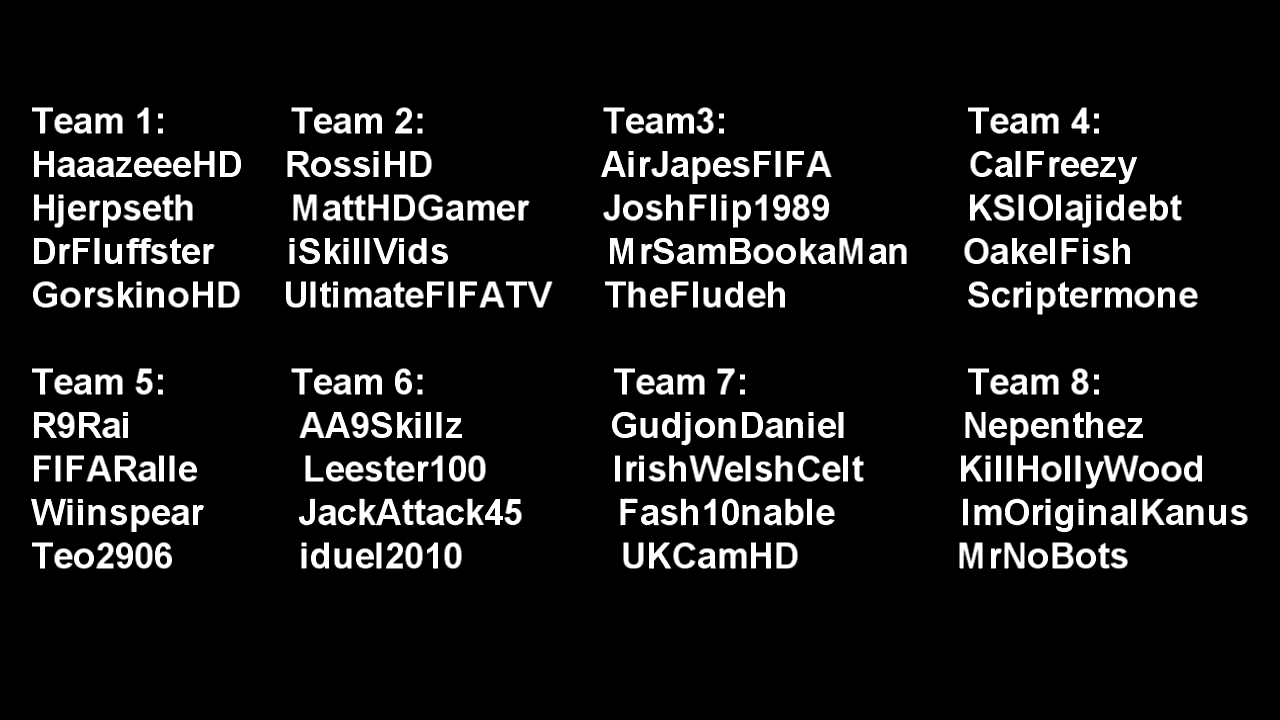 Team 1: Team 2: Team3: Team 4:
HaaazeeeHD RossiHD AirJapesFIFA CalFreezy
Hjerpseth MattHDGamer JoshFlip1989 KSIOlajidebt
DrFluffster iSkillVids MrSamBookaMan OakelFish
GorskinoHD UltimateFIFATV TheFludeh Scriptermone
Team 5: Team 6: Team 7: Team 8:
R9Rai AA9Skillz GudjonDaniel Nepenthez
FIFARalle Leester100 IrishWelshCelt KillHollyWood
Wiinspear JackAttack45 Fash10nable ImOriginalKanus
Teo2906 iduel2010 UKCamHD MrNoBots